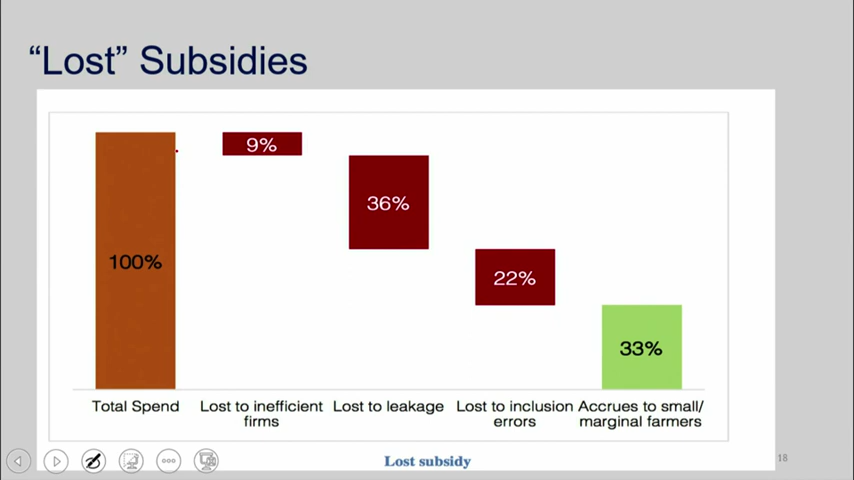 “Lost” Subsidies
9%
36%
100%
22%
33%
Total Spend
Lost to inefficient
firms
Lost to leakage
Lost to inclusion
errors
Accrues to small/
marginal farmers
Lost subsidy
18